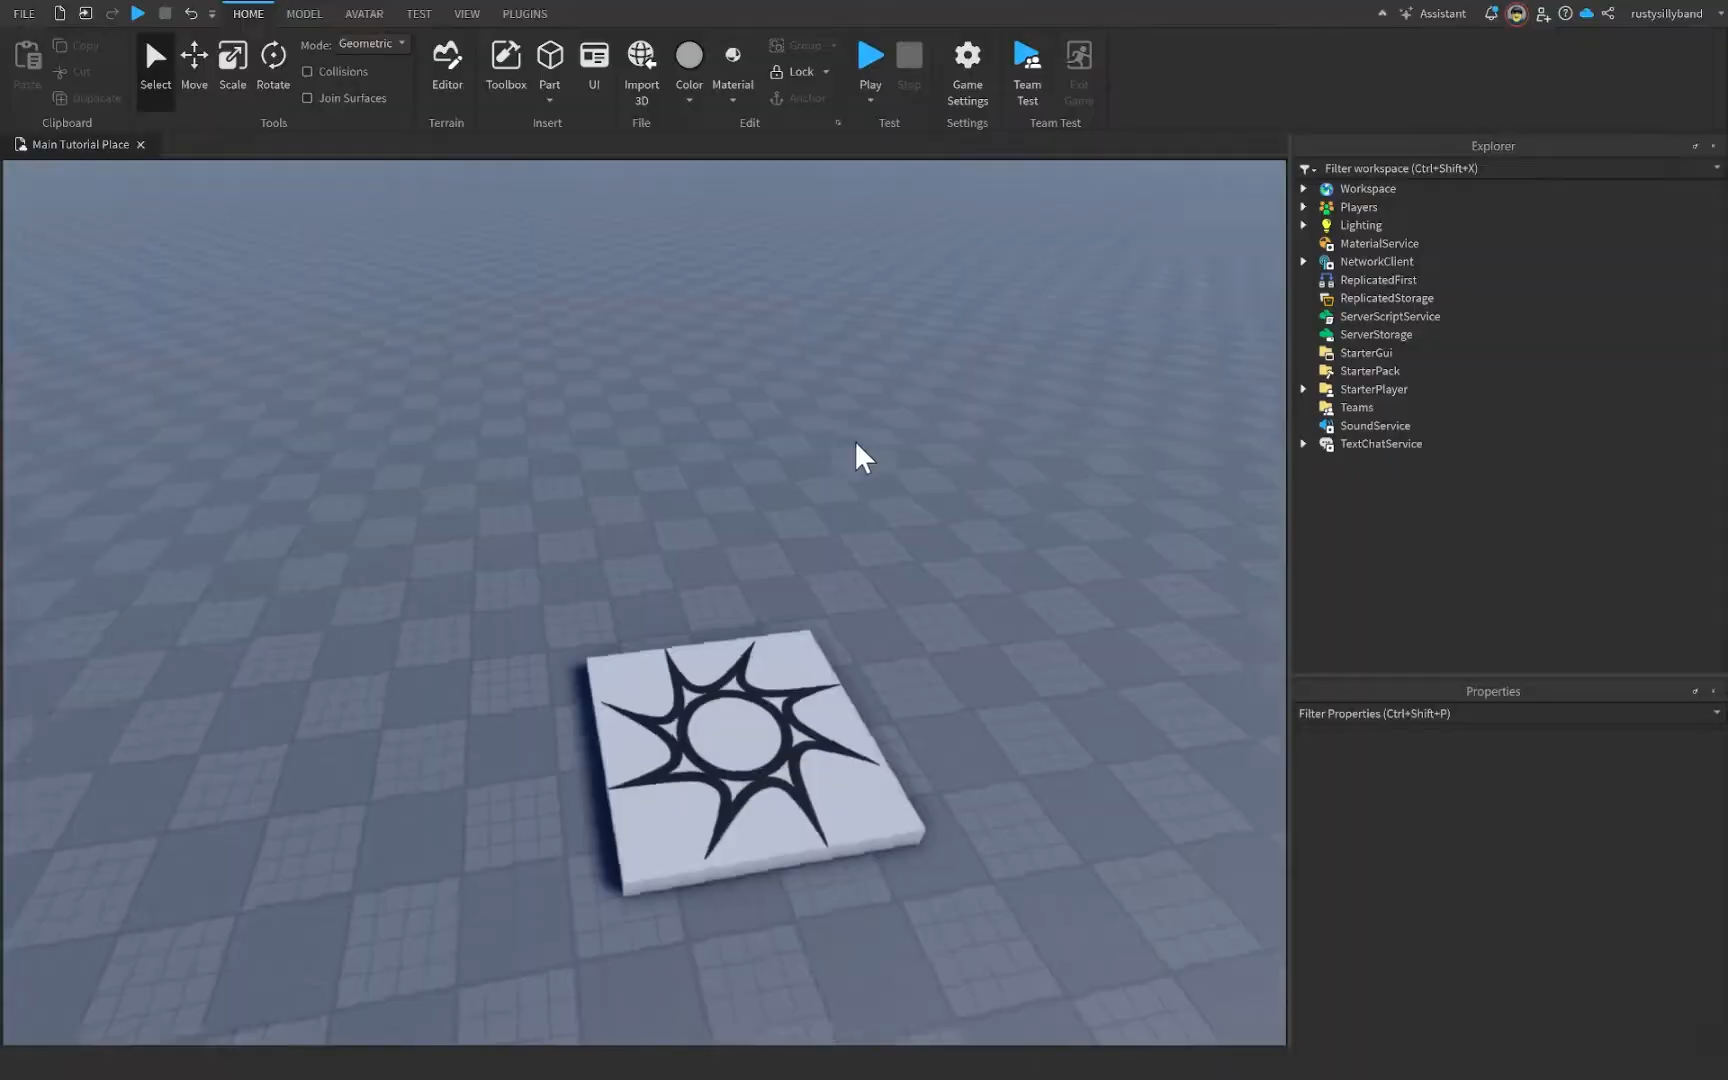 FILE HOME MODEL AVATAR TEST VIEW PLUGINS Assistant rustysillyband
Paste Copy Cut Duplicate
Select Move Scale Rotate
Mode: Geometric
Collisions
Join Surfaces
Editor
Toolbox Part UI
Import
3D
Color Material
Group
Lock
Anchor
Play Stop
Game
Settings
Team
Test
Exit
Game
Clipboard Tools Terrain Insert File Edit Test Settings Team Test
Main Tutorial Place
Explorer
Filter workspace (Ctrl+Shift+X)
Workspace
Players
Lighting
MaterialService
NetworkClient
ReplicatedFirst
ReplicatedStorage
ServerScriptService
ServerStorage
StarterGui
StarterPack
StarterPlayer
Teams
SoundService
TextChatService
Properties
Filter Properties (Ctrl+Shift+P)